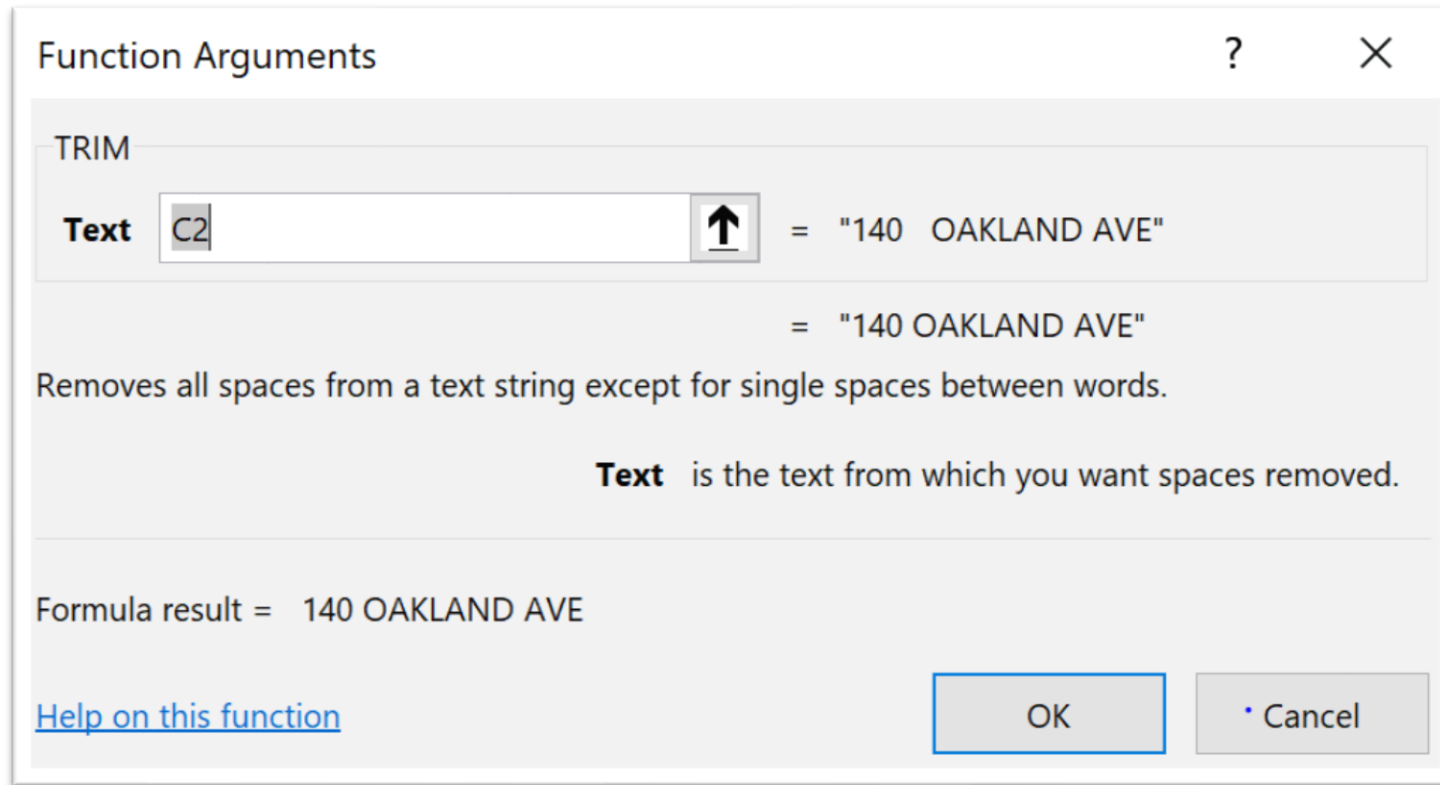 Function Arguments ? ×
TRIM
Text C2 = "140   OAKLAND AVE"
= "140 OAKLAND AVE"
Removes all spaces from a text string except for single spaces between words.
Text is the text from which you want spaces removed.
Formula result = 140 OAKLAND AVE
Help on this function OK Cancel